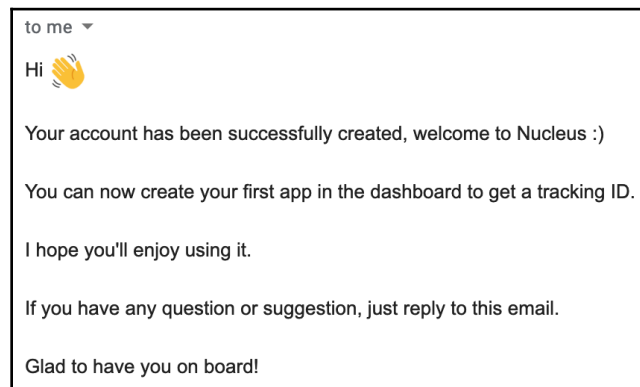 to me
Hi 👋
Your account has been successfully created, welcome to Nucleus :)
You can now create your first app in the dashboard to get a tracking ID.
I hope you'll enjoy using it.
If you have any question or suggestion, just reply to this email.
Glad to have you on board!